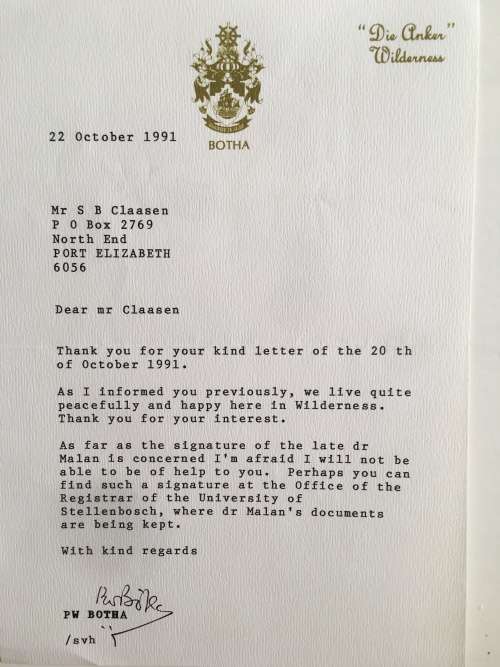 "Die Anker"
Wilderness
BOTHA
22 October 1991
Mr S B Claasen
P O Box 2769
North End
PORT ELIZABETH
6056
Dear mr Claasen
Thank you for your kind letter of the 20 th
of October 1991.
As I informed you previously, we live quite
peacefully and happy here in Wilderness.
Thank you for your interest.
As far as the signature of the late dr
Malan is concerned I'm afraid I will not be
able to be of help to you. Perhaps you can
find such a signature at the Office of the
Registrar of the University of
Stellenbosch, where dr Malan's documents
are being kept.
With kind regards
PW Botha
PW BOTHA
/svh